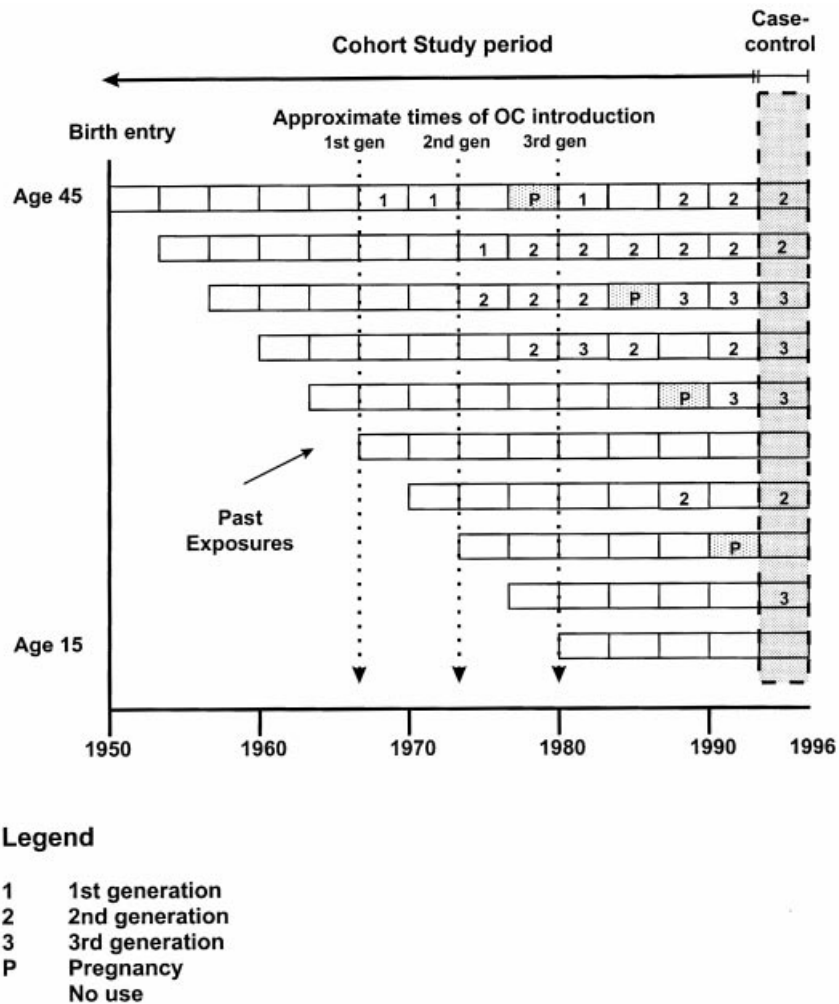 Cohort Study period
Case-
control
Birth entry
Approximate times of OC introduction
1st gen 2nd gen 3rd gen
Age 45
1 1 P 1 2 2 2
1 2 2 2 2 2 2
2 2 2 P 3 3 3
2 3 2 2 3
P 3 3
Past
Exposures
2 2
P
3
Age 15
1950 1960 1970 1980 1990 1996
Legend
1 1st generation
2 2nd generation
3 3rd generation
P Pregnancy
No use